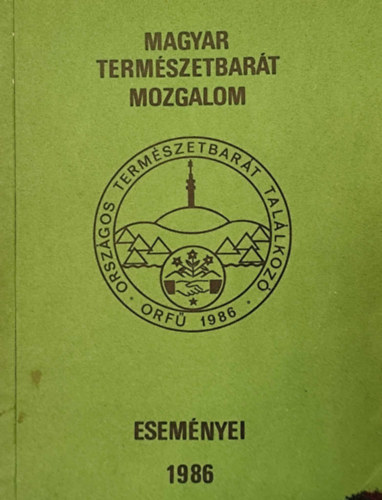 MAGYAR
TERMÉSZETBARÁT
MOZGALOM
ORSZÁGOS TERMÉSZETBARÁT TALÁLKOZÓ
· ORFŰ 1986 ·
ESEMÉNYEI
1986